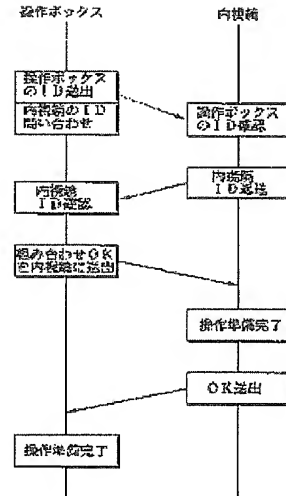 操作ボックス
内視鏡
操作ボックス
のID送出
内視鏡のID
問い合わせ
操作ボックス
のID確認
内視鏡
ID返送
内視鏡
ID確認
組み合わせOK
を内視鏡に送出
操作準備完了
OK送出
操作準備完了